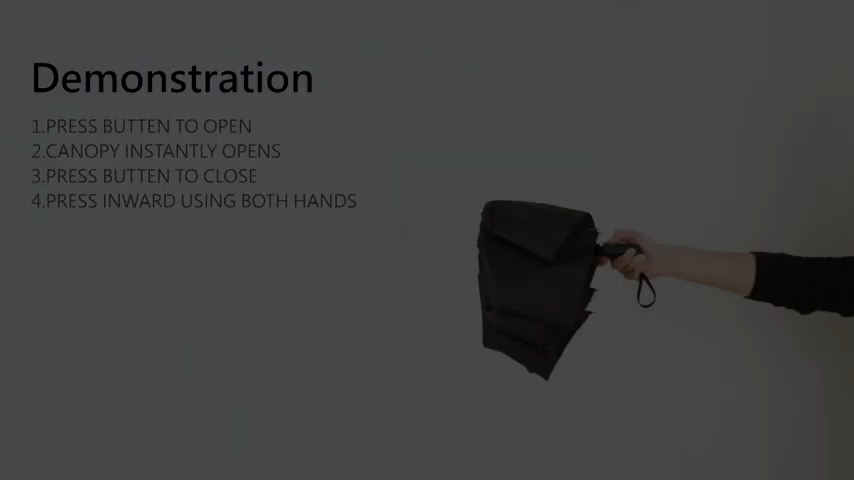 Demonstration
1.PRESS BUTTEN TO OPEN
2.CANOPY INSTANTLY OPENS
3.PRESS BUTTEN TO CLOSE
4.PRESS INWARD USING BOTH HANDS